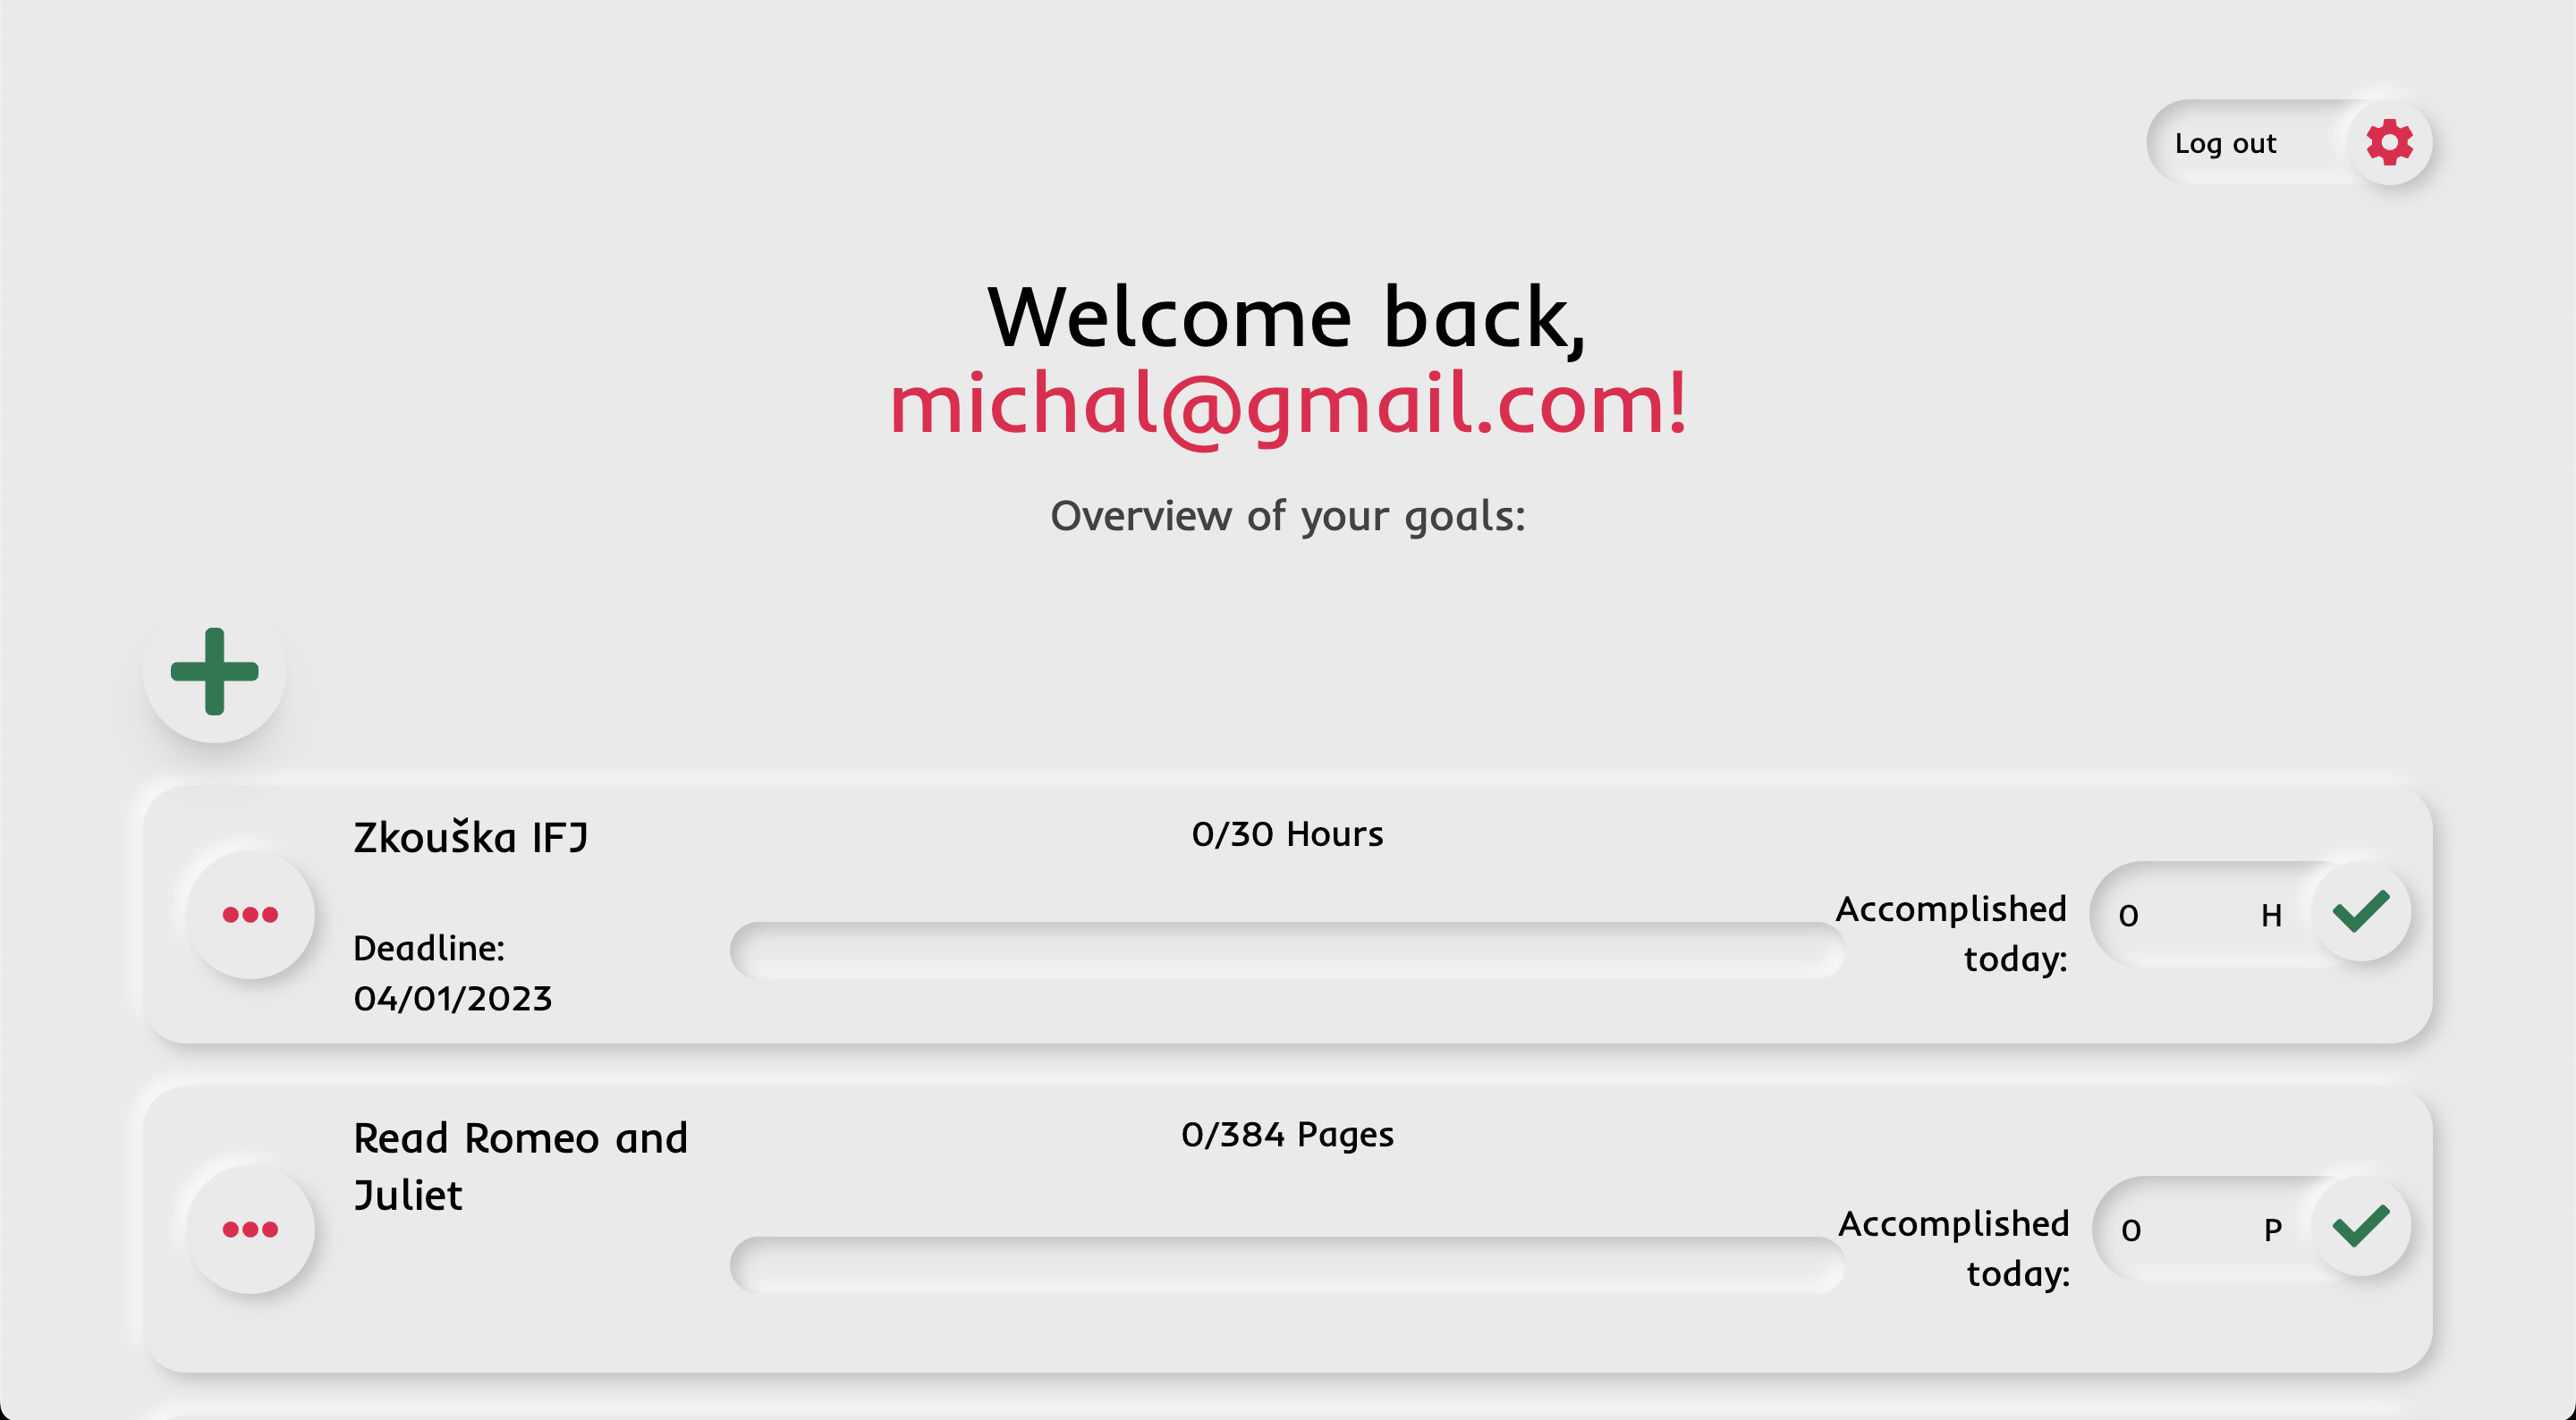 Log out
Welcome back,
michal@gmail.com!
Overview of your goals:
Zkouška IFJ
0/30 Hours
Accomplished
today:
0 H
Deadline:
04/01/2023
Read Romeo and
Juliet
0/384 Pages
Accomplished
today:
0 P